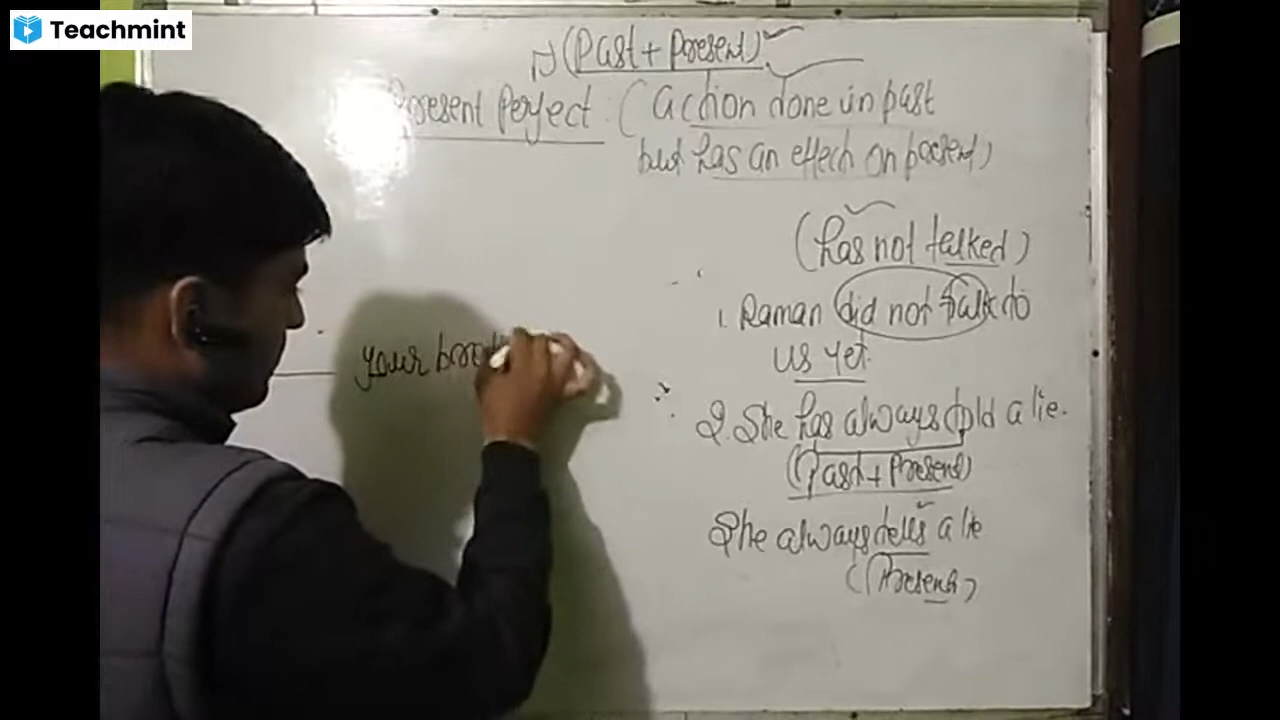 Teachmint
(Past + Present)
Present Perfect : (action done in past
but has an effect on present)
(has not talked)
1. Raman did not talk to
us yet.
your bro
2. She has always told a lie.
(Past + Present)
She always tells a lie
(Present)